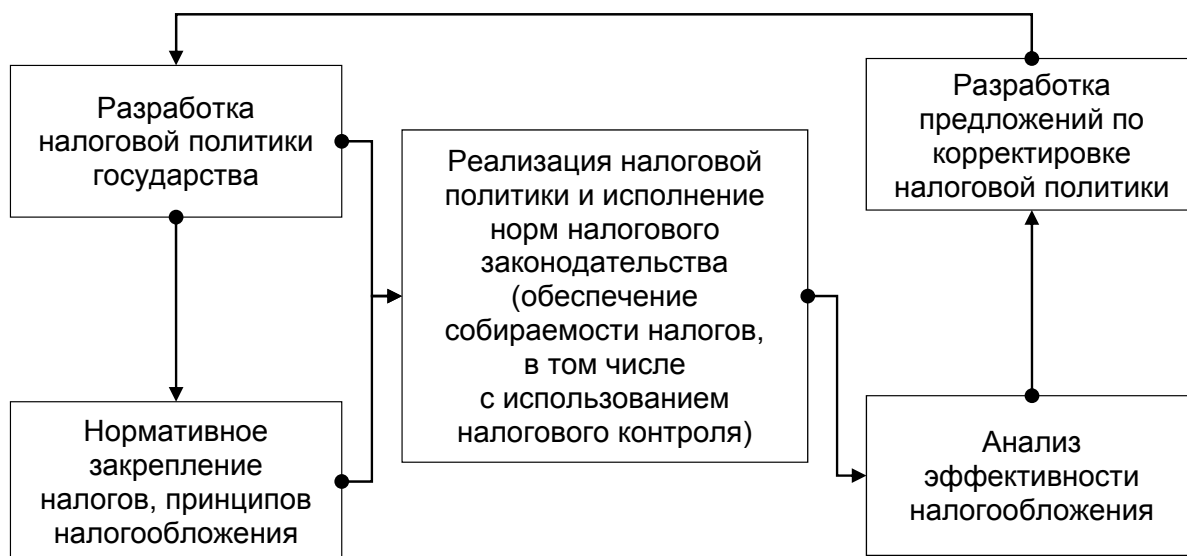 Разработка
налоговой политики
государства
Нормативное
закрепление
налогов, принципов
налогообложения
Реализация налоговой
политики и исполнение
норм налогового
законодательства
(обеспечение
собираемости налогов,
в том числе
с использованием
налогового контроля)
Разработка
предложений по
корректировке
налоговой политики
Анализ
эффективности
налогообложения